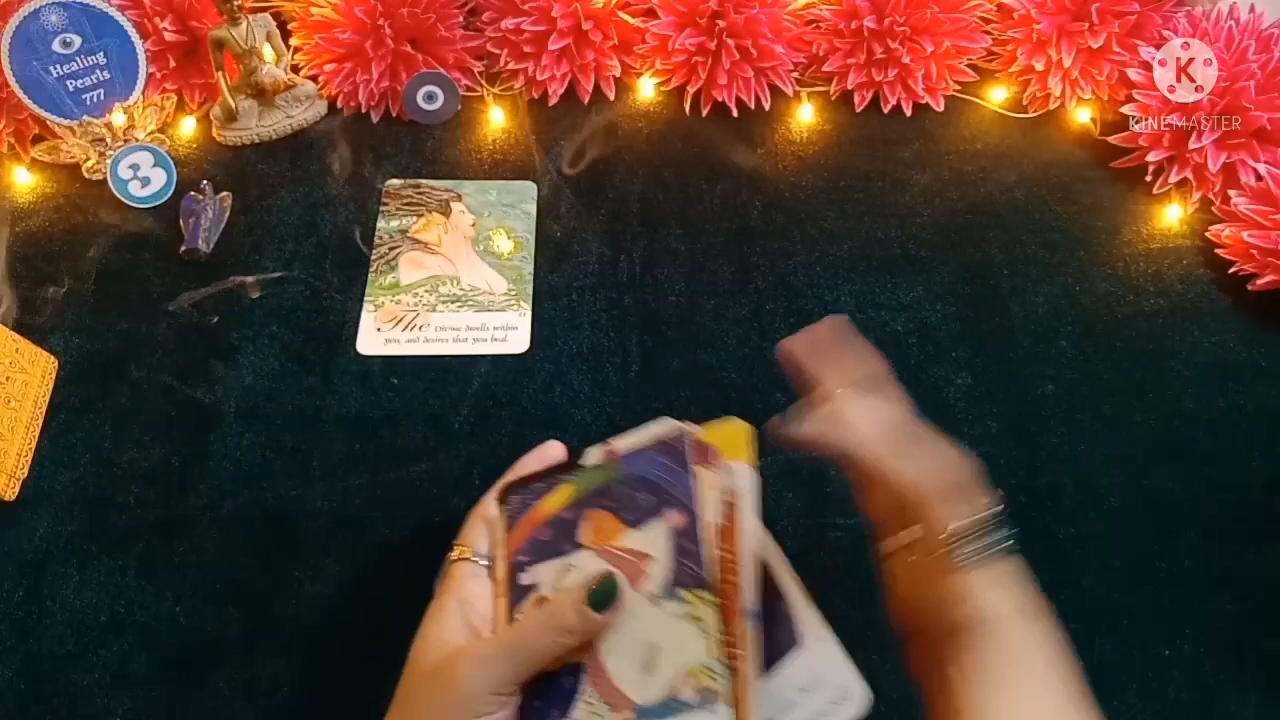 Healing
Pearls
777
K
KINEMASTER
3
The Divine dwells within
you, and desires that you heal.